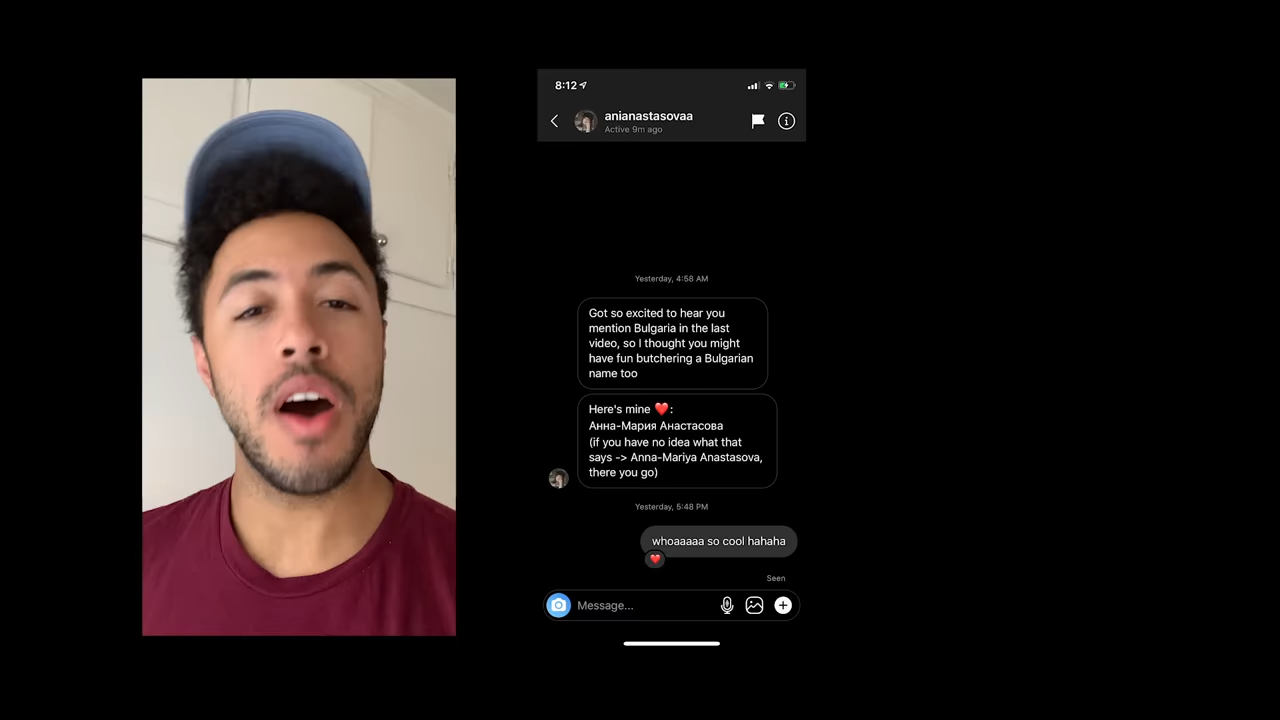 8:12
anianastasovaa
Active 9m ago
Yesterday, 4:58 AM
Got so excited to hear you
mention Bulgaria in the last
video, so I thought you might
have fun butchering a Bulgarian
name too
Here's mine ❤️:
Анна-Мария Анастасова
(if you have no idea what that
says -> Anna-Mariya Anastasova,
there you go)
Yesterday, 5:48 PM
whoaaaaa so cool hahaha
Seen
Message...